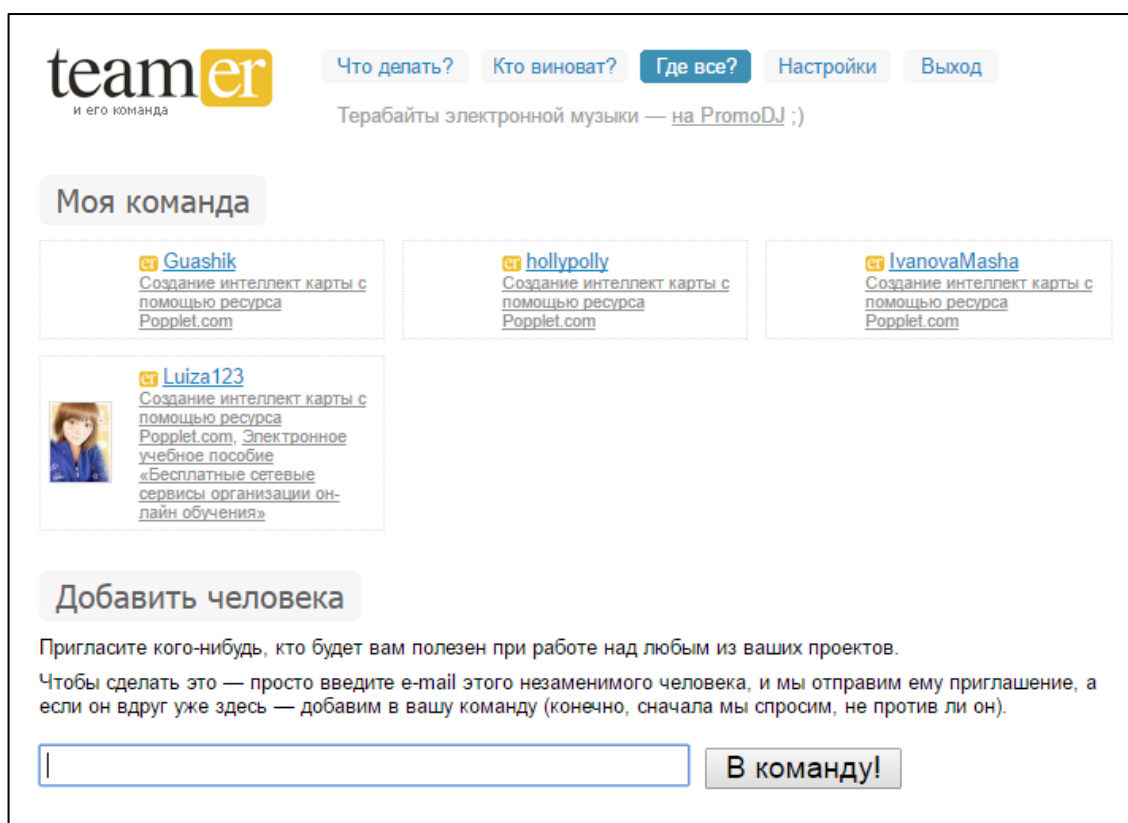 teamer
и его команда
Что делать? Кто виноват? Где все? Настройки Выход
Терабайты электронной музыки — на PromoDJ ;)
Моя команда
er Guashik
Создание интеллект карты с
помощью ресурса
Popplet.com
er hollypolly
Создание интеллект карты с
помощью ресурса
Popplet.com
er IvanovaMasha
Создание интеллект карты с
помощью ресурса
Popplet.com
er Luiza123
Создание интеллект карты с
помощью ресурса
Popplet.com, Электронное
учебное пособие
«Бесплатные сетевые
сервисы организации он-
лайн обучения»
Добавить человека
Пригласите кого-нибудь, кто будет вам полезен при работе над любым из ваших проектов.
Чтобы сделать это — просто введите e-mail этого незаменимого человека, и мы отправим ему приглашение, а
если он вдруг уже здесь — добавим в вашу команду (конечно, сначала мы спросим, не против ли он).
В команду!